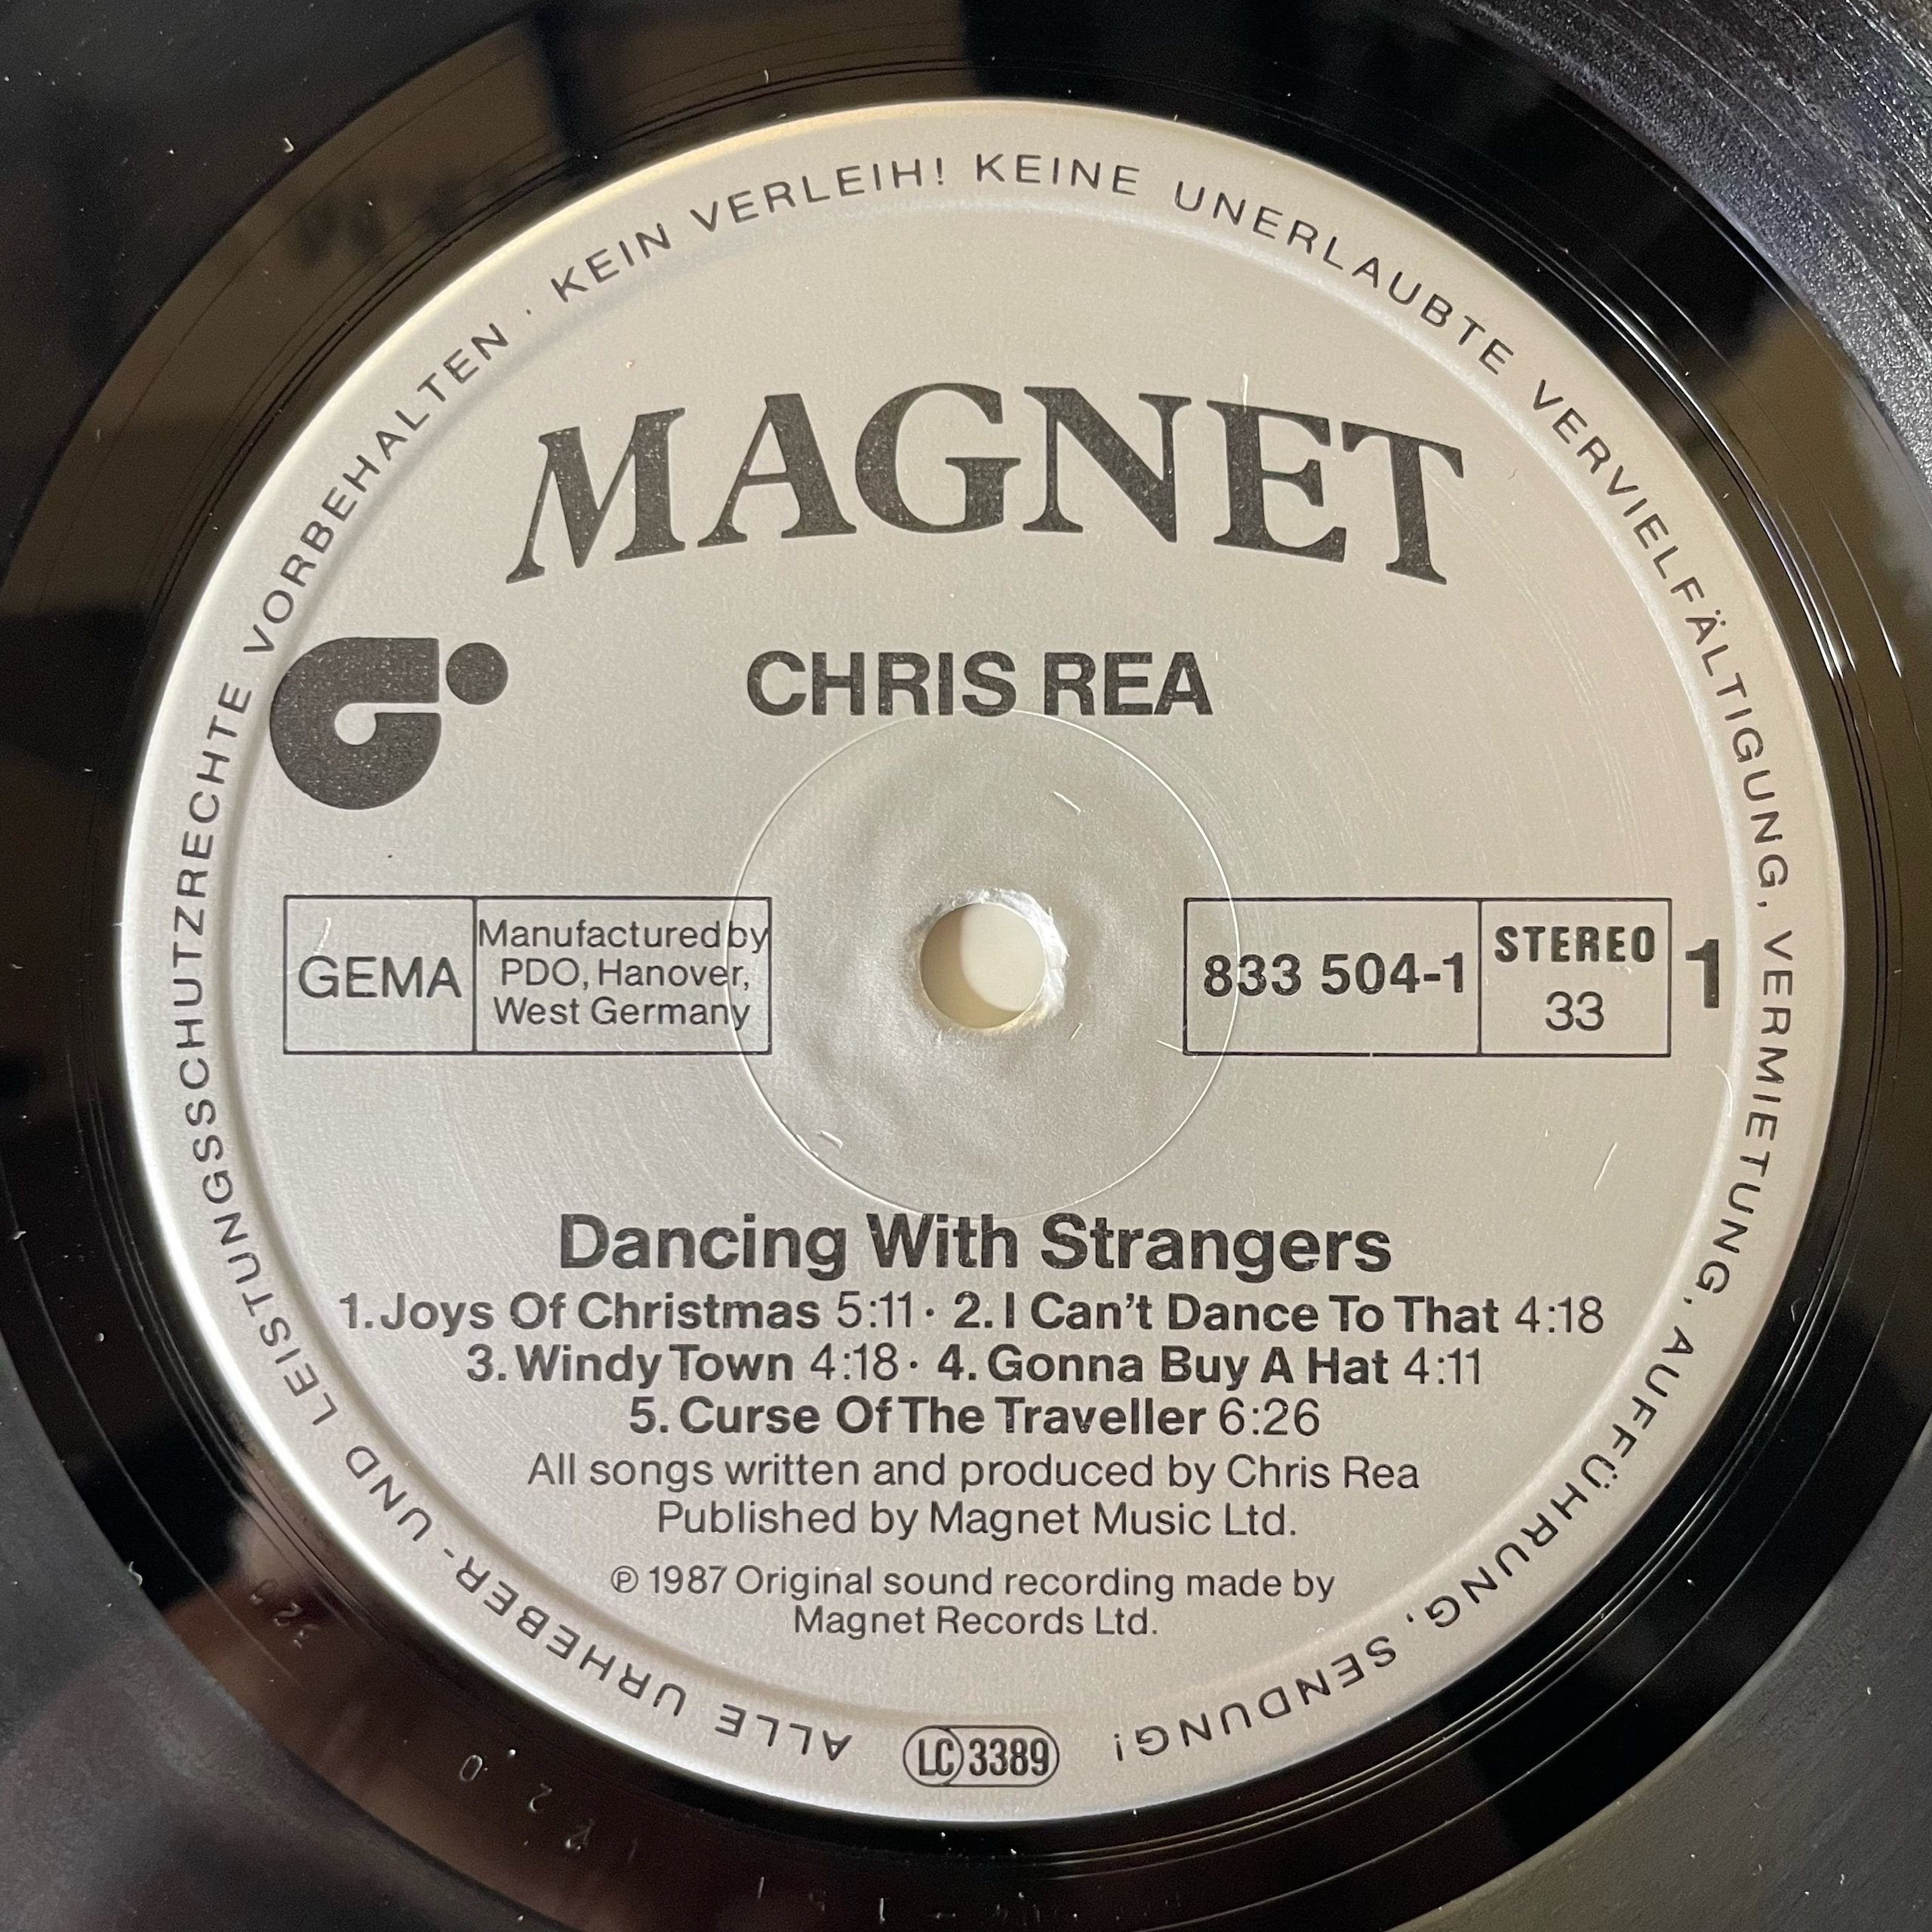 ALLE URHEBER- UND LEISTUNGSSCHUTZRECHTE VORBEHALTEN · KEIN VERLEIH! KEINE UNERLAUBTE VERVIELFÄLTIGUNG, VERMIETUNG, AUFFÜHRUNG, SENDUNG!
MAGNET
CHRIS REA
GEMA
Manufactured by
PDO, Hanover,
West Germany
833 504-1
STEREO
33
1
Dancing With Strangers
1. Joys Of Christmas 5:11 · 2. I Can't Dance To That 4:18
3. Windy Town 4:18 · 4. Gonna Buy A Hat 4:11
5. Curse Of The Traveller 6:26
All songs written and produced by Chris Rea
Published by Magnet Music Ltd.
℗ 1987 Original sound recording made by
Magnet Records Ltd.
LC 3389